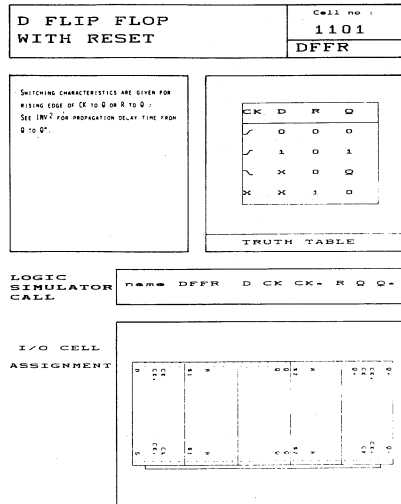 D FLIP FLOP
WITH RESET
Cell no :
1101
DFFR
SWITCHING CHARACTERISTICS ARE GIVEN FOR
RISING EDGE OF CK TO Q OR R TO Q :
SEE INV2 FOR PROPAGATION DELAY TIME FROM
Q TO Q*.
CK D R Q
0 0 0
1 0 1
X 0 Q
X X 1 0
TRUTH TABLE
LOGIC
SIMULATOR
CALL
name DFFR D CK CK* R Q Q*
I/O CELL
ASSIGNMENT